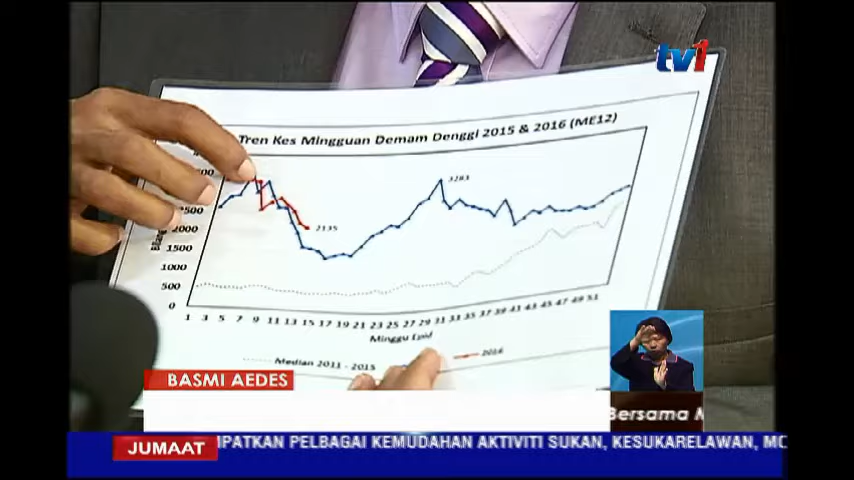 tv1
Tren Kes Mingguan Demam Denggi 2015 & 2016 (ME12)
3283
2135
2500
2000
1500
1000
500
0
1 3 5 7 9 11 13 15 17 19 21 23 25 27 29 31 33 35 37 39 41 43 45 47 49 51
Minggu Epid
Median 2011 - 2015
2016
BASMI AEDES
Bersama
JUMAAT
MPATKAN PELBAGAI KEMUDAHAN AKTIVITI SUKAN, KESUKARELAWAN, MO